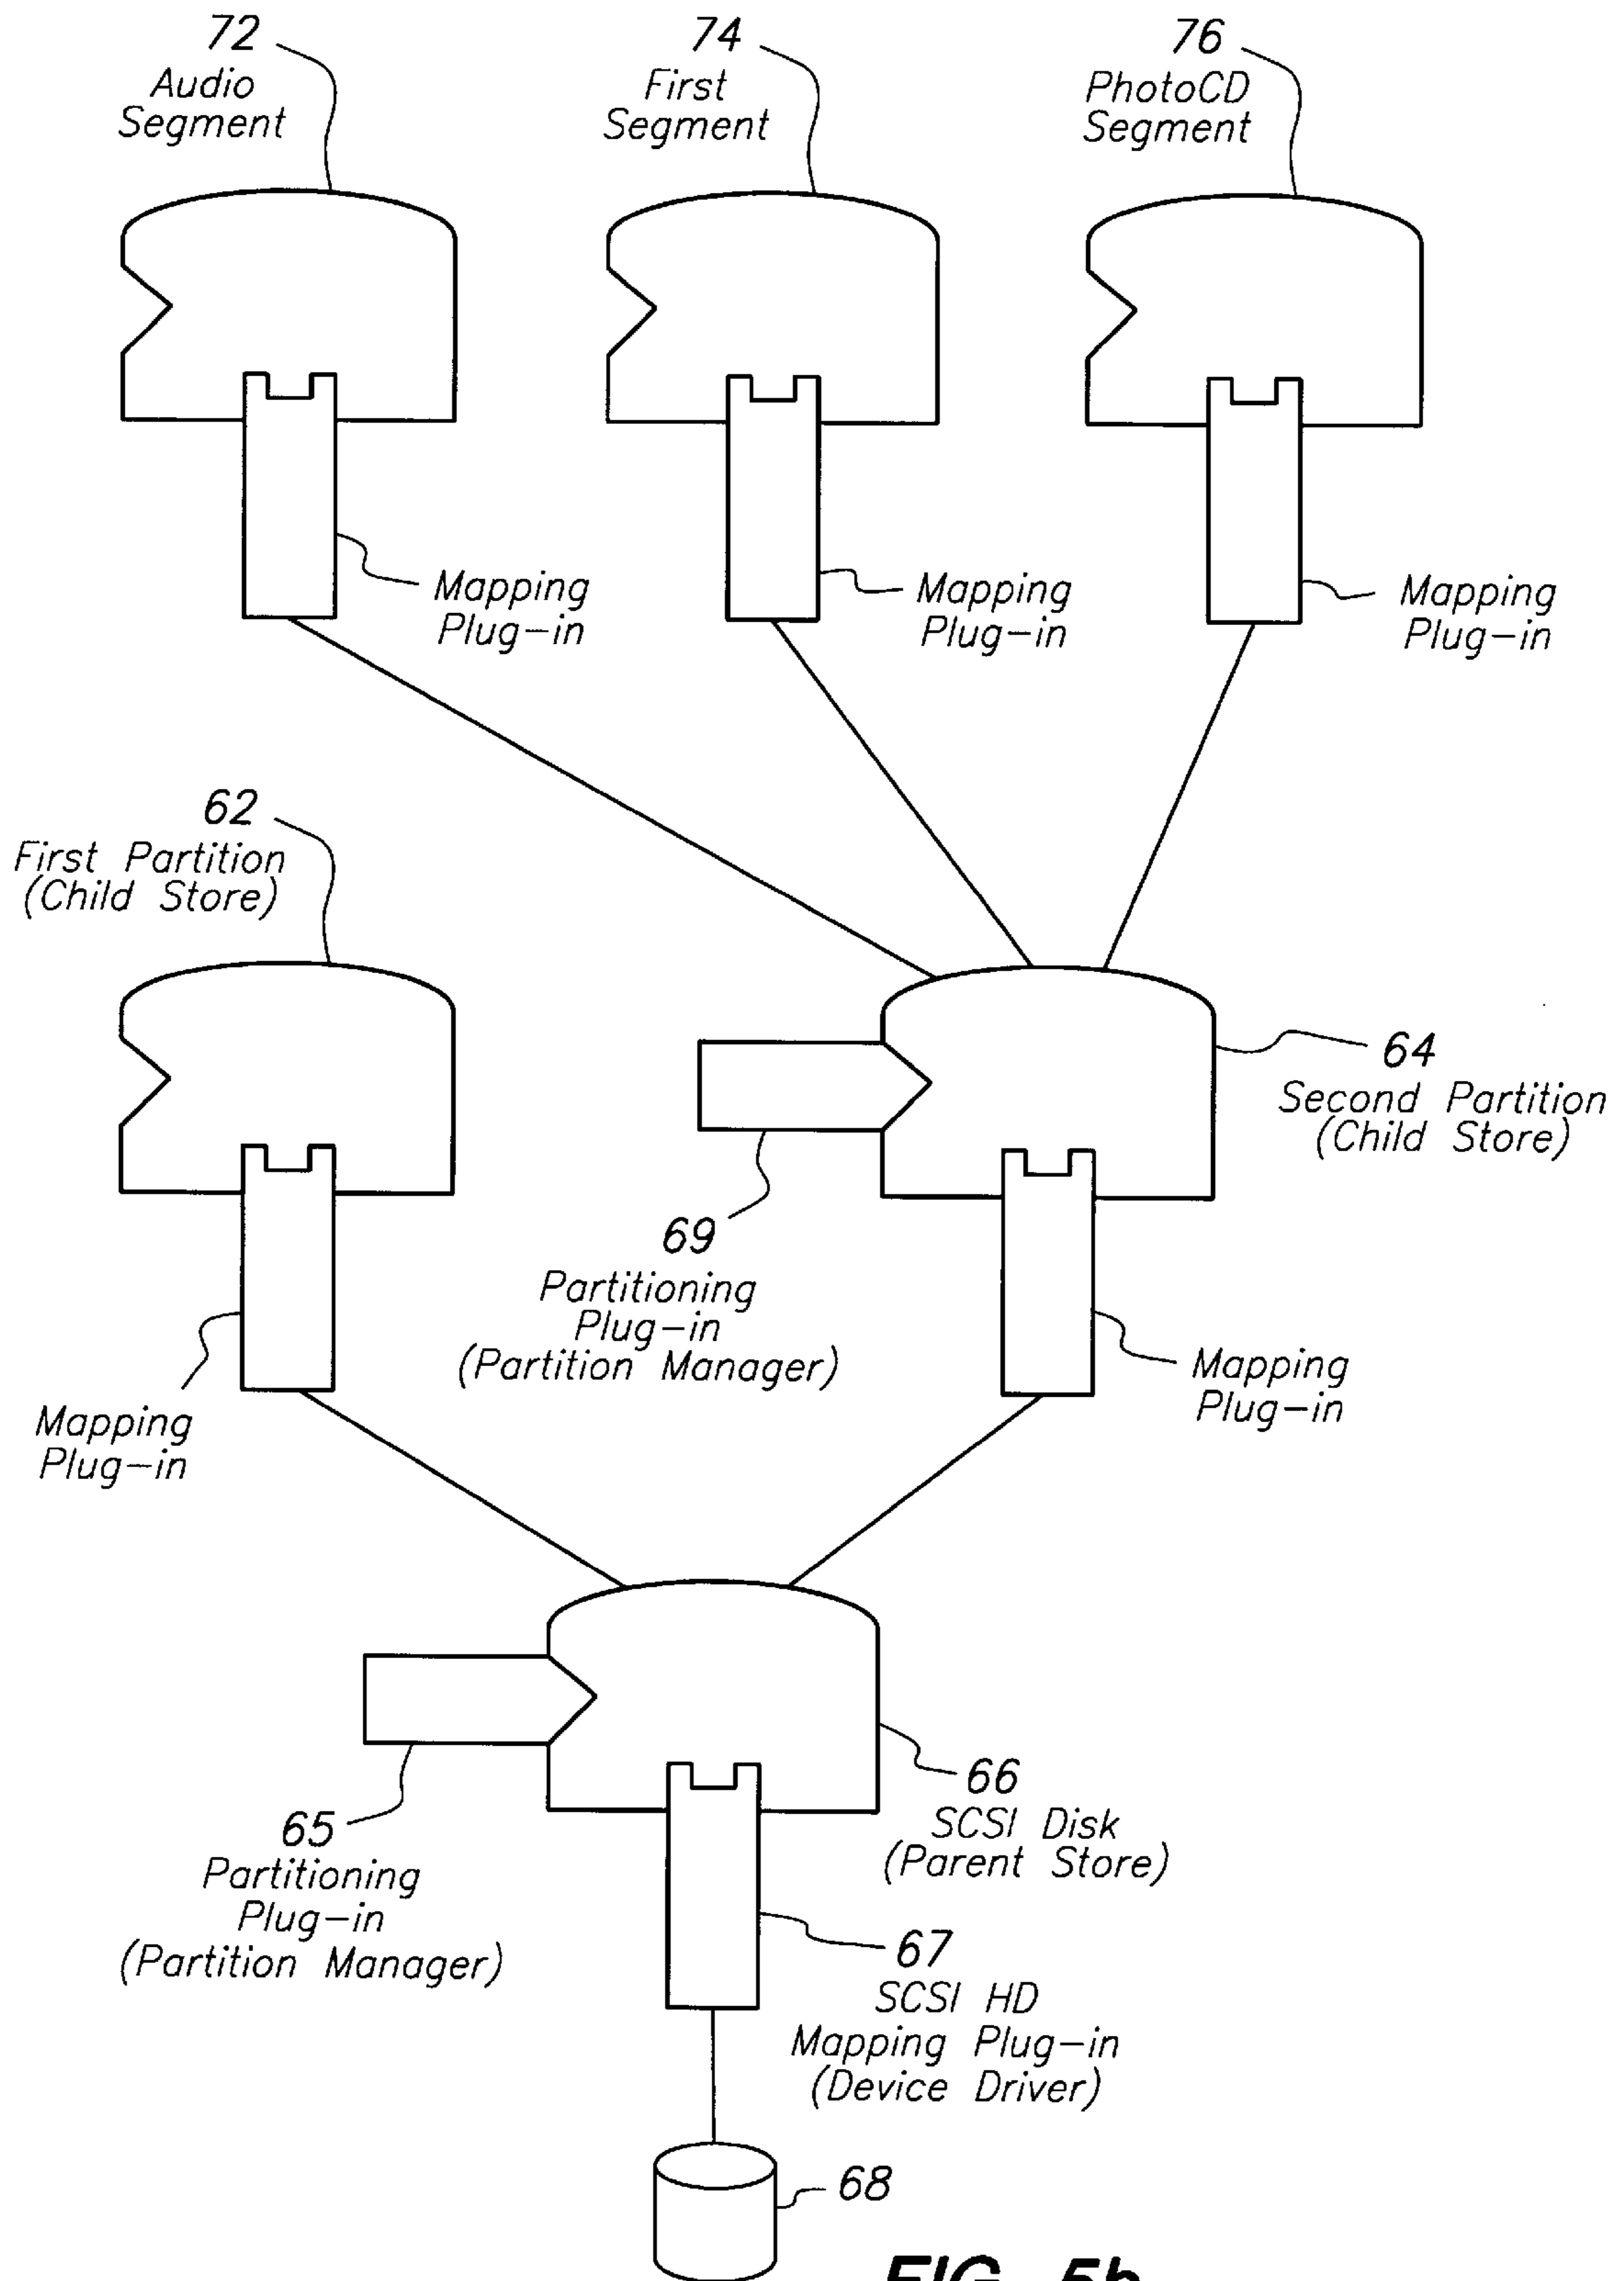 72
Audio
Segment
74
First
Segment
76
PhotoCD
Segment
Mapping
Plug-in
Mapping
Plug-in
Mapping
Plug-in
62
First Partition
(Child Store)
64
Second Partition
(Child Store)
69
Partitioning
Plug-in
(Partition Manager)
Mapping
Plug-in
Mapping
Plug-in
66
SCSI Disk
(Parent Store)
65
Partitioning
Plug-in
(Partition Manager)
67
SCSI HD
Mapping Plug-in
(Device Driver)
68
FIG. 5b